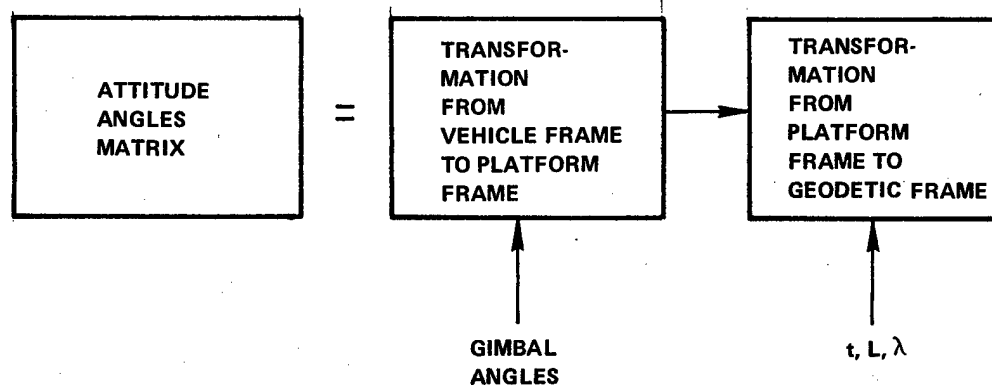 ATTITUDE
ANGLES
MATRIX
=
TRANSFOR-
MATION
FROM
VEHICLE FRAME
TO PLATFORM
FRAME
TRANSFOR-
MATION
FROM
PLATFORM
FRAME TO
GEODETIC FRAME
GIMBAL
ANGLES
t, L, λ